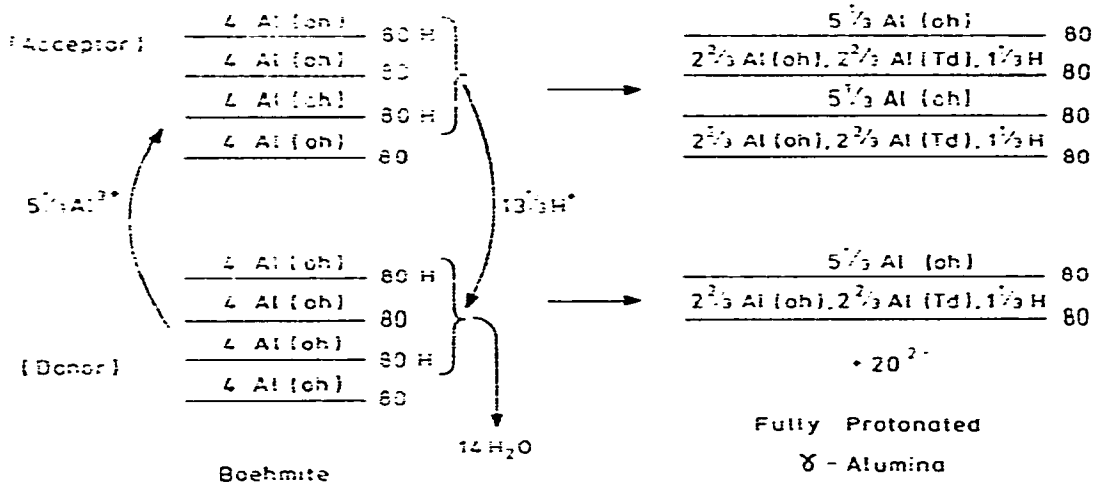 [Acceptor]
4 Al (oh)
8O H
4 Al (oh)
8O
4 Al (oh)
8O H
4 Al (oh)
8O
5⅓ Al (oh)
8O
2⅔ Al (oh), 2⅔ Al (Td), 1⅓ H
8O
5⅓ Al (oh)
8O
2⅔ Al (oh), 2⅔ Al (Td), 1⅓ H
8O
5⅓ Al³⁺
13⅓ H⁺
[Donor]
4 Al (oh)
8O H
4 Al (oh)
8O
4 Al (oh)
8O H
4 Al (oh)
8O
14 H₂O
5⅓ Al (oh)
8O
2⅔ Al (oh), 2⅔ Al (Td), 1⅓ H
8O
+ 2O²⁻
Boehmite
Fully Protonated
γ - Alumina